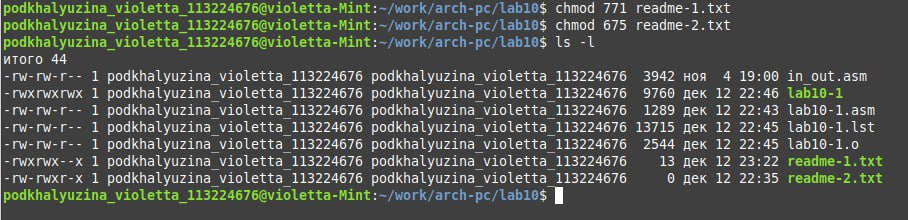 podkhalyuzina_violetta_113224676@violetta-Mint:~/work/arch-pc/lab10$ chmod 771 readme-1.txt
podkhalyuzina_violetta_113224676@violetta-Mint:~/work/arch-pc/lab10$ chmod 675 readme-2.txt
podkhalyuzina_violetta_113224676@violetta-Mint:~/work/arch-pc/lab10$ ls -l
итого 44
-rw-rw-r-- 1 podkhalyuzina_violetta_113224676 podkhalyuzina_violetta_113224676  3942 ноя  4 19:00 in_out.asm
-rwxrwxrwx 1 podkhalyuzina_violetta_113224676 podkhalyuzina_violetta_113224676  9760 дек 12 22:46 lab10-1
-rw-rw-r-- 1 podkhalyuzina_violetta_113224676 podkhalyuzina_violetta_113224676  1289 дек 12 22:43 lab10-1.asm
-rw-rw-r-- 1 podkhalyuzina_violetta_113224676 podkhalyuzina_violetta_113224676 13715 дек 12 22:45 lab10-1.lst
-rw-rw-r-- 1 podkhalyuzina_violetta_113224676 podkhalyuzina_violetta_113224676  2544 дек 12 22:45 lab10-1.o
-rwxrwx--x 1 podkhalyuzina_violetta_113224676 podkhalyuzina_violetta_113224676    13 дек 12 23:22 readme-1.txt
-rw-rwxr-x 1 podkhalyuzina_violetta_113224676 podkhalyuzina_violetta_113224676     0 дек 12 22:35 readme-2.txt
podkhalyuzina_violetta_113224676@violetta-Mint:~/work/arch-pc/lab10$